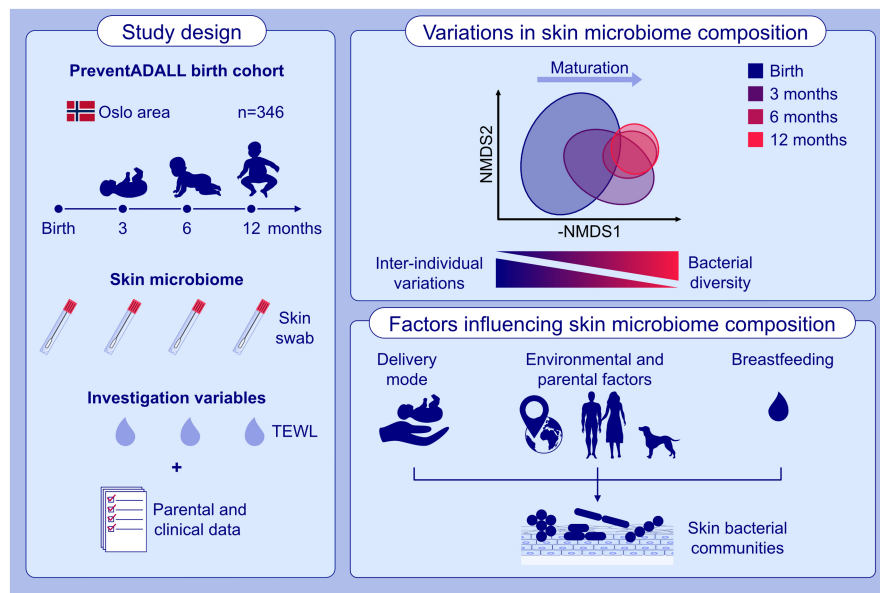 Study design
PreventADALL birth cohort
Oslo area
n=346
Birth
3
6
12 months
Skin microbiome
Skin
swab
Investigation variables
TEWL
+
Parental and
clinical data
Variations in skin microbiome composition
Maturation
NMDS2
-NMDS1
Birth
3 months
6 months
12 months
Inter-individual
variations
Bacterial
diversity
Factors influencing skin microbiome composition
Delivery
mode
Environmental and
parental factors
Breastfeeding
Skin bacterial
communities